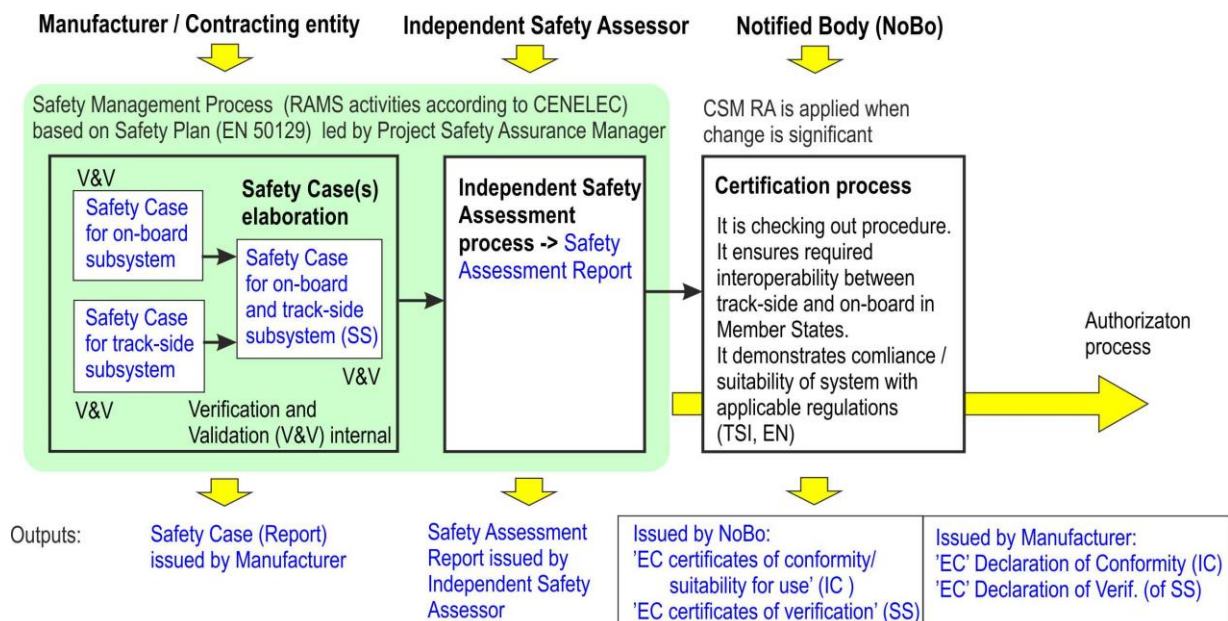 Manufacturer / Contracting entity
Independent Safety Assessor
Notified Body (NoBo)
Safety Management Process (RAMS activities according to CENELEC)
based on Safety Plan (EN 50129) led by Project Safety Assurance Manager
CSM RA is applied when
change is significant
V&V
Safety Case
for on-board
subsystem
Safety Case
for track-side
subsystem
V&V
Safety Case(s)
elaboration
Safety Case
for on-board
and track-side
subsystem (SS)
V&V
Verification and
Validation (V&V) internal
Independent Safety
Assessment
process -> Safety
Assessment Report
Certification process
It is checking out procedure.
It ensures required
interoperability between
track-side and on-board in
Member States.
It demonstrates comliance /
suitability of system with
applicable regulations
(TSI, EN)
Authorizaton
process
Outputs:
Safety Case (Report)
issued by Manufacturer
Safety Assessment
Report issued by
Independent Safety
Assessor
Issued by NoBo:
’EC certificates of conformity/
suitability for use’ (IC )
’EC certificates of verification’ (SS)
Issued by Manufacturer:
’EC’ Declaration of Conformity (IC)
’EC’ Declaration of Verif. (of SS)